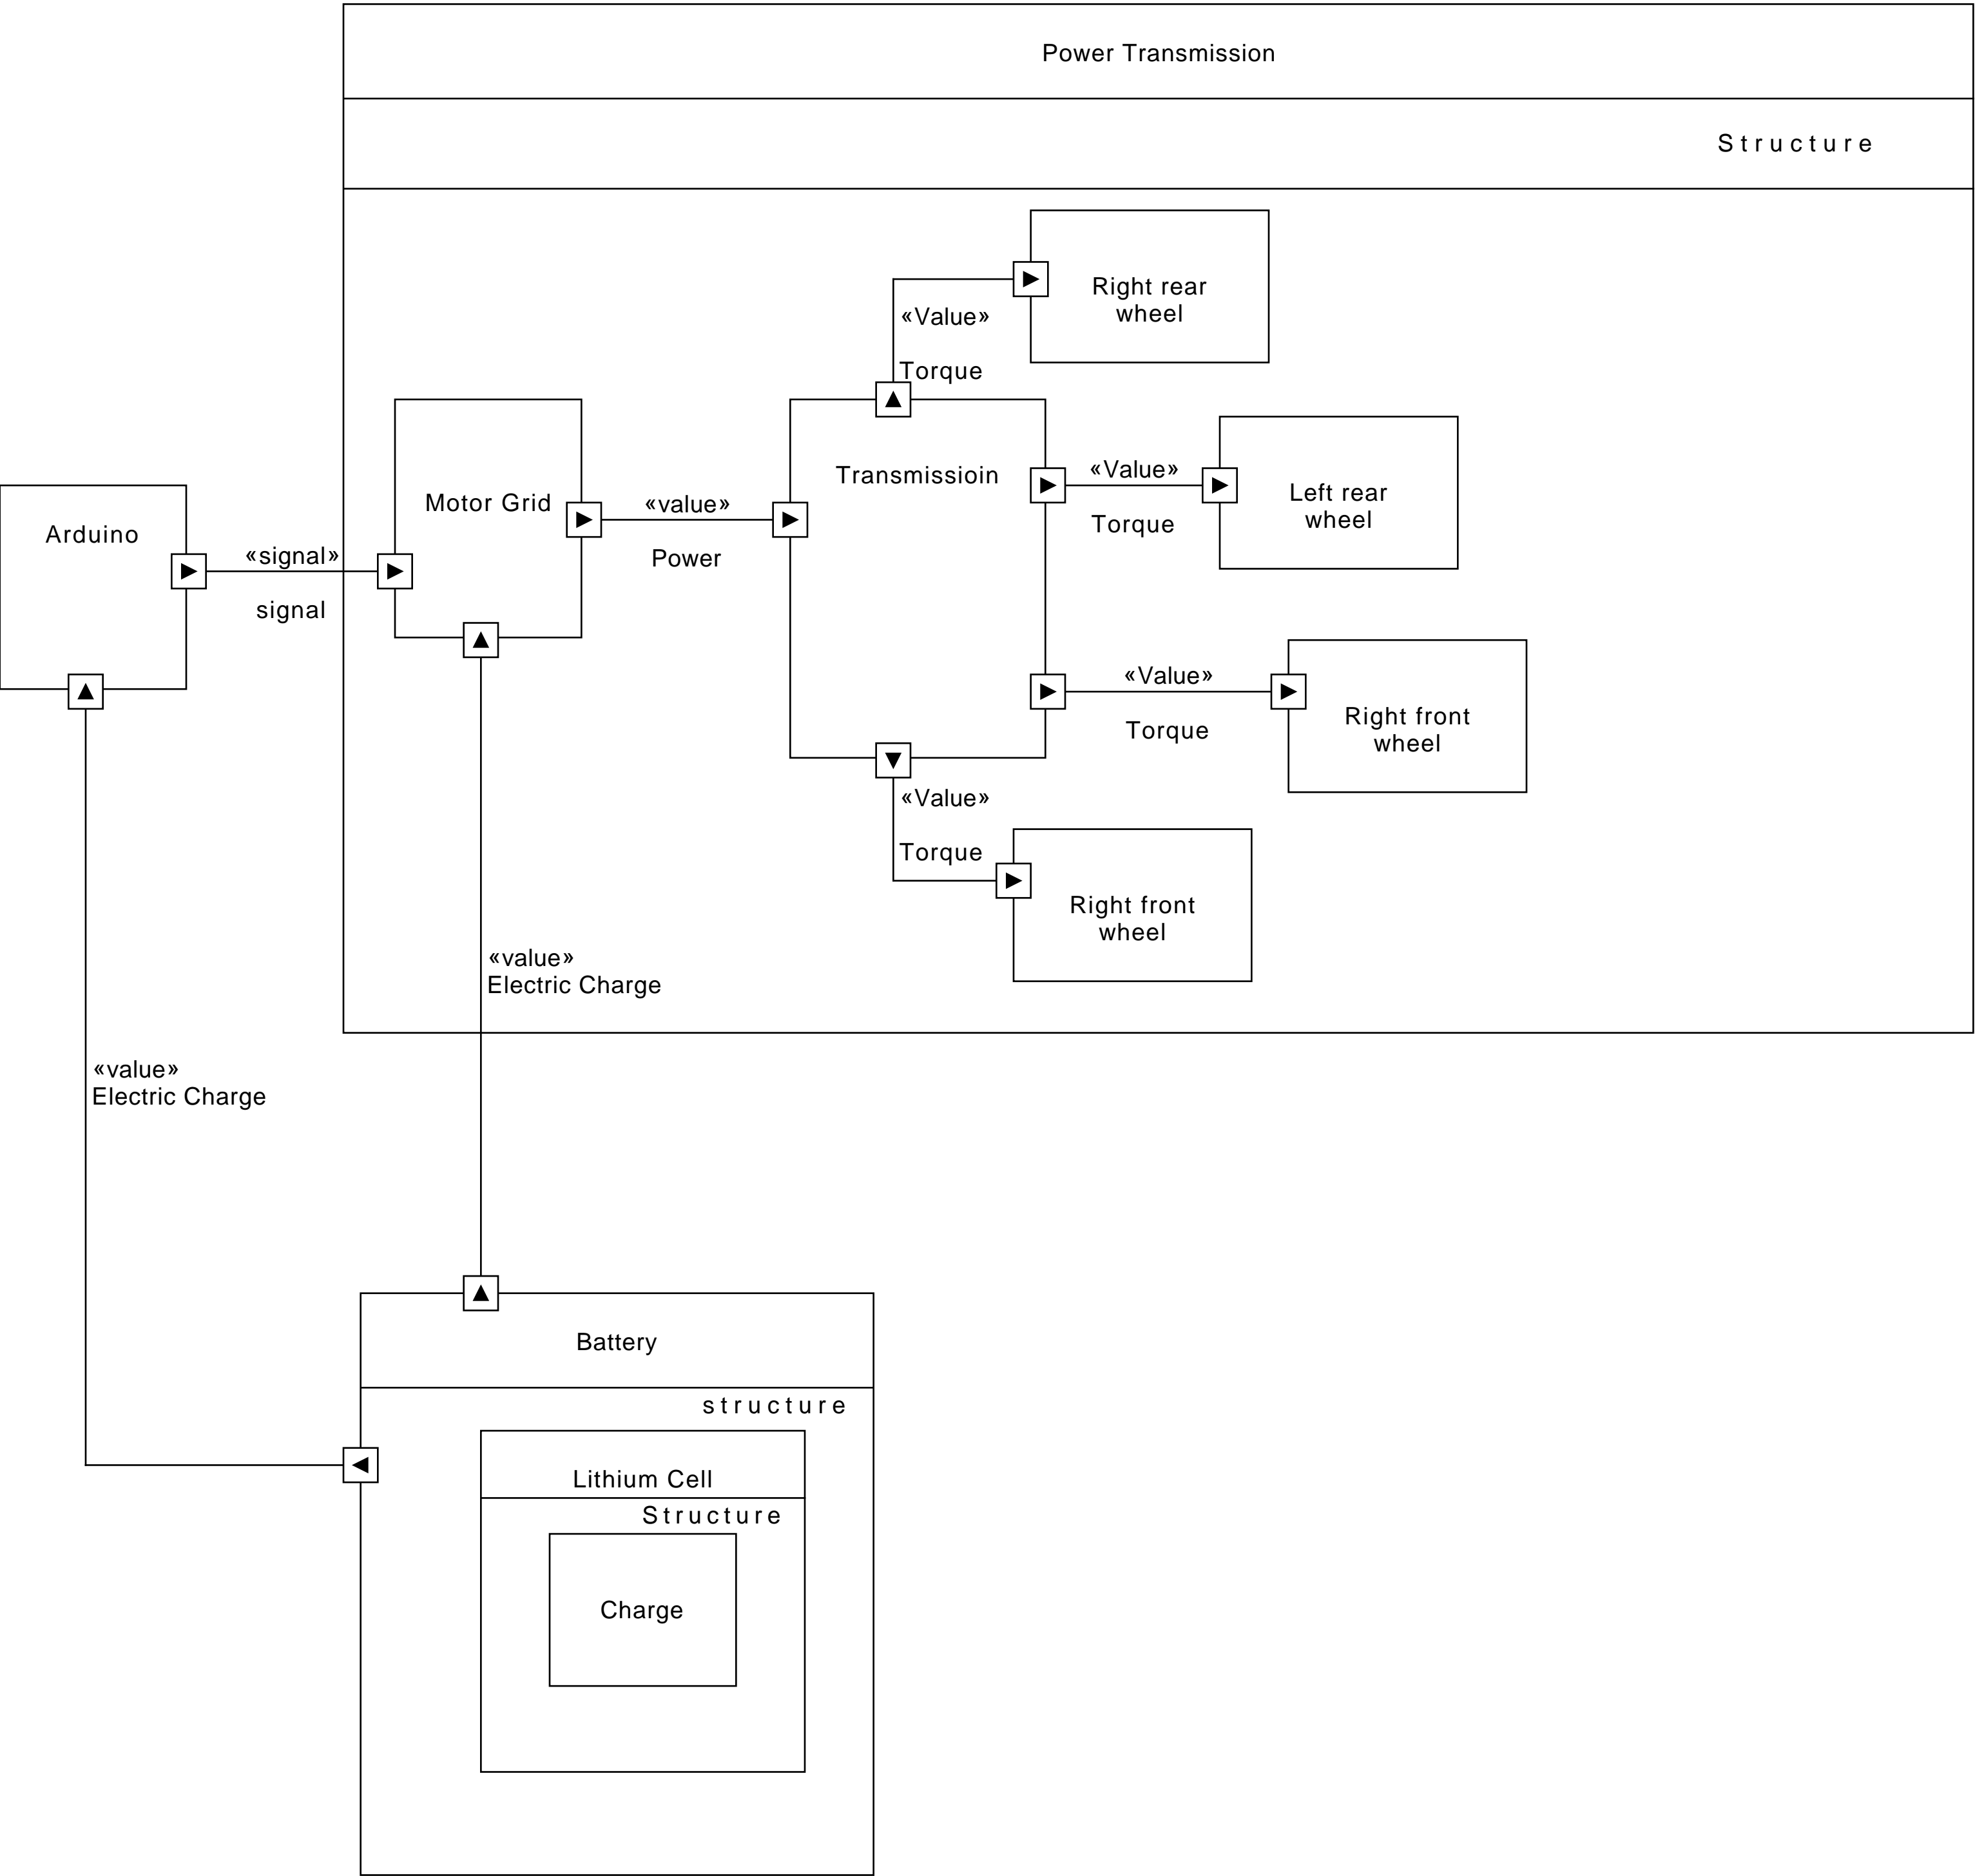 Power Transmission
Structure
Right rear
wheel
«Value»
Torque
Transmissioin
«Value»
Torque
Left rear
wheel
Motor Grid
«value»
Power
Arduino
«signal»
signal
«Value»
Torque
Right front
wheel
«Value»
Torque
Right front
wheel
«value»
Electric Charge
«value»
Electric Charge
Battery
structure
Lithium Cell
Structure
Charge